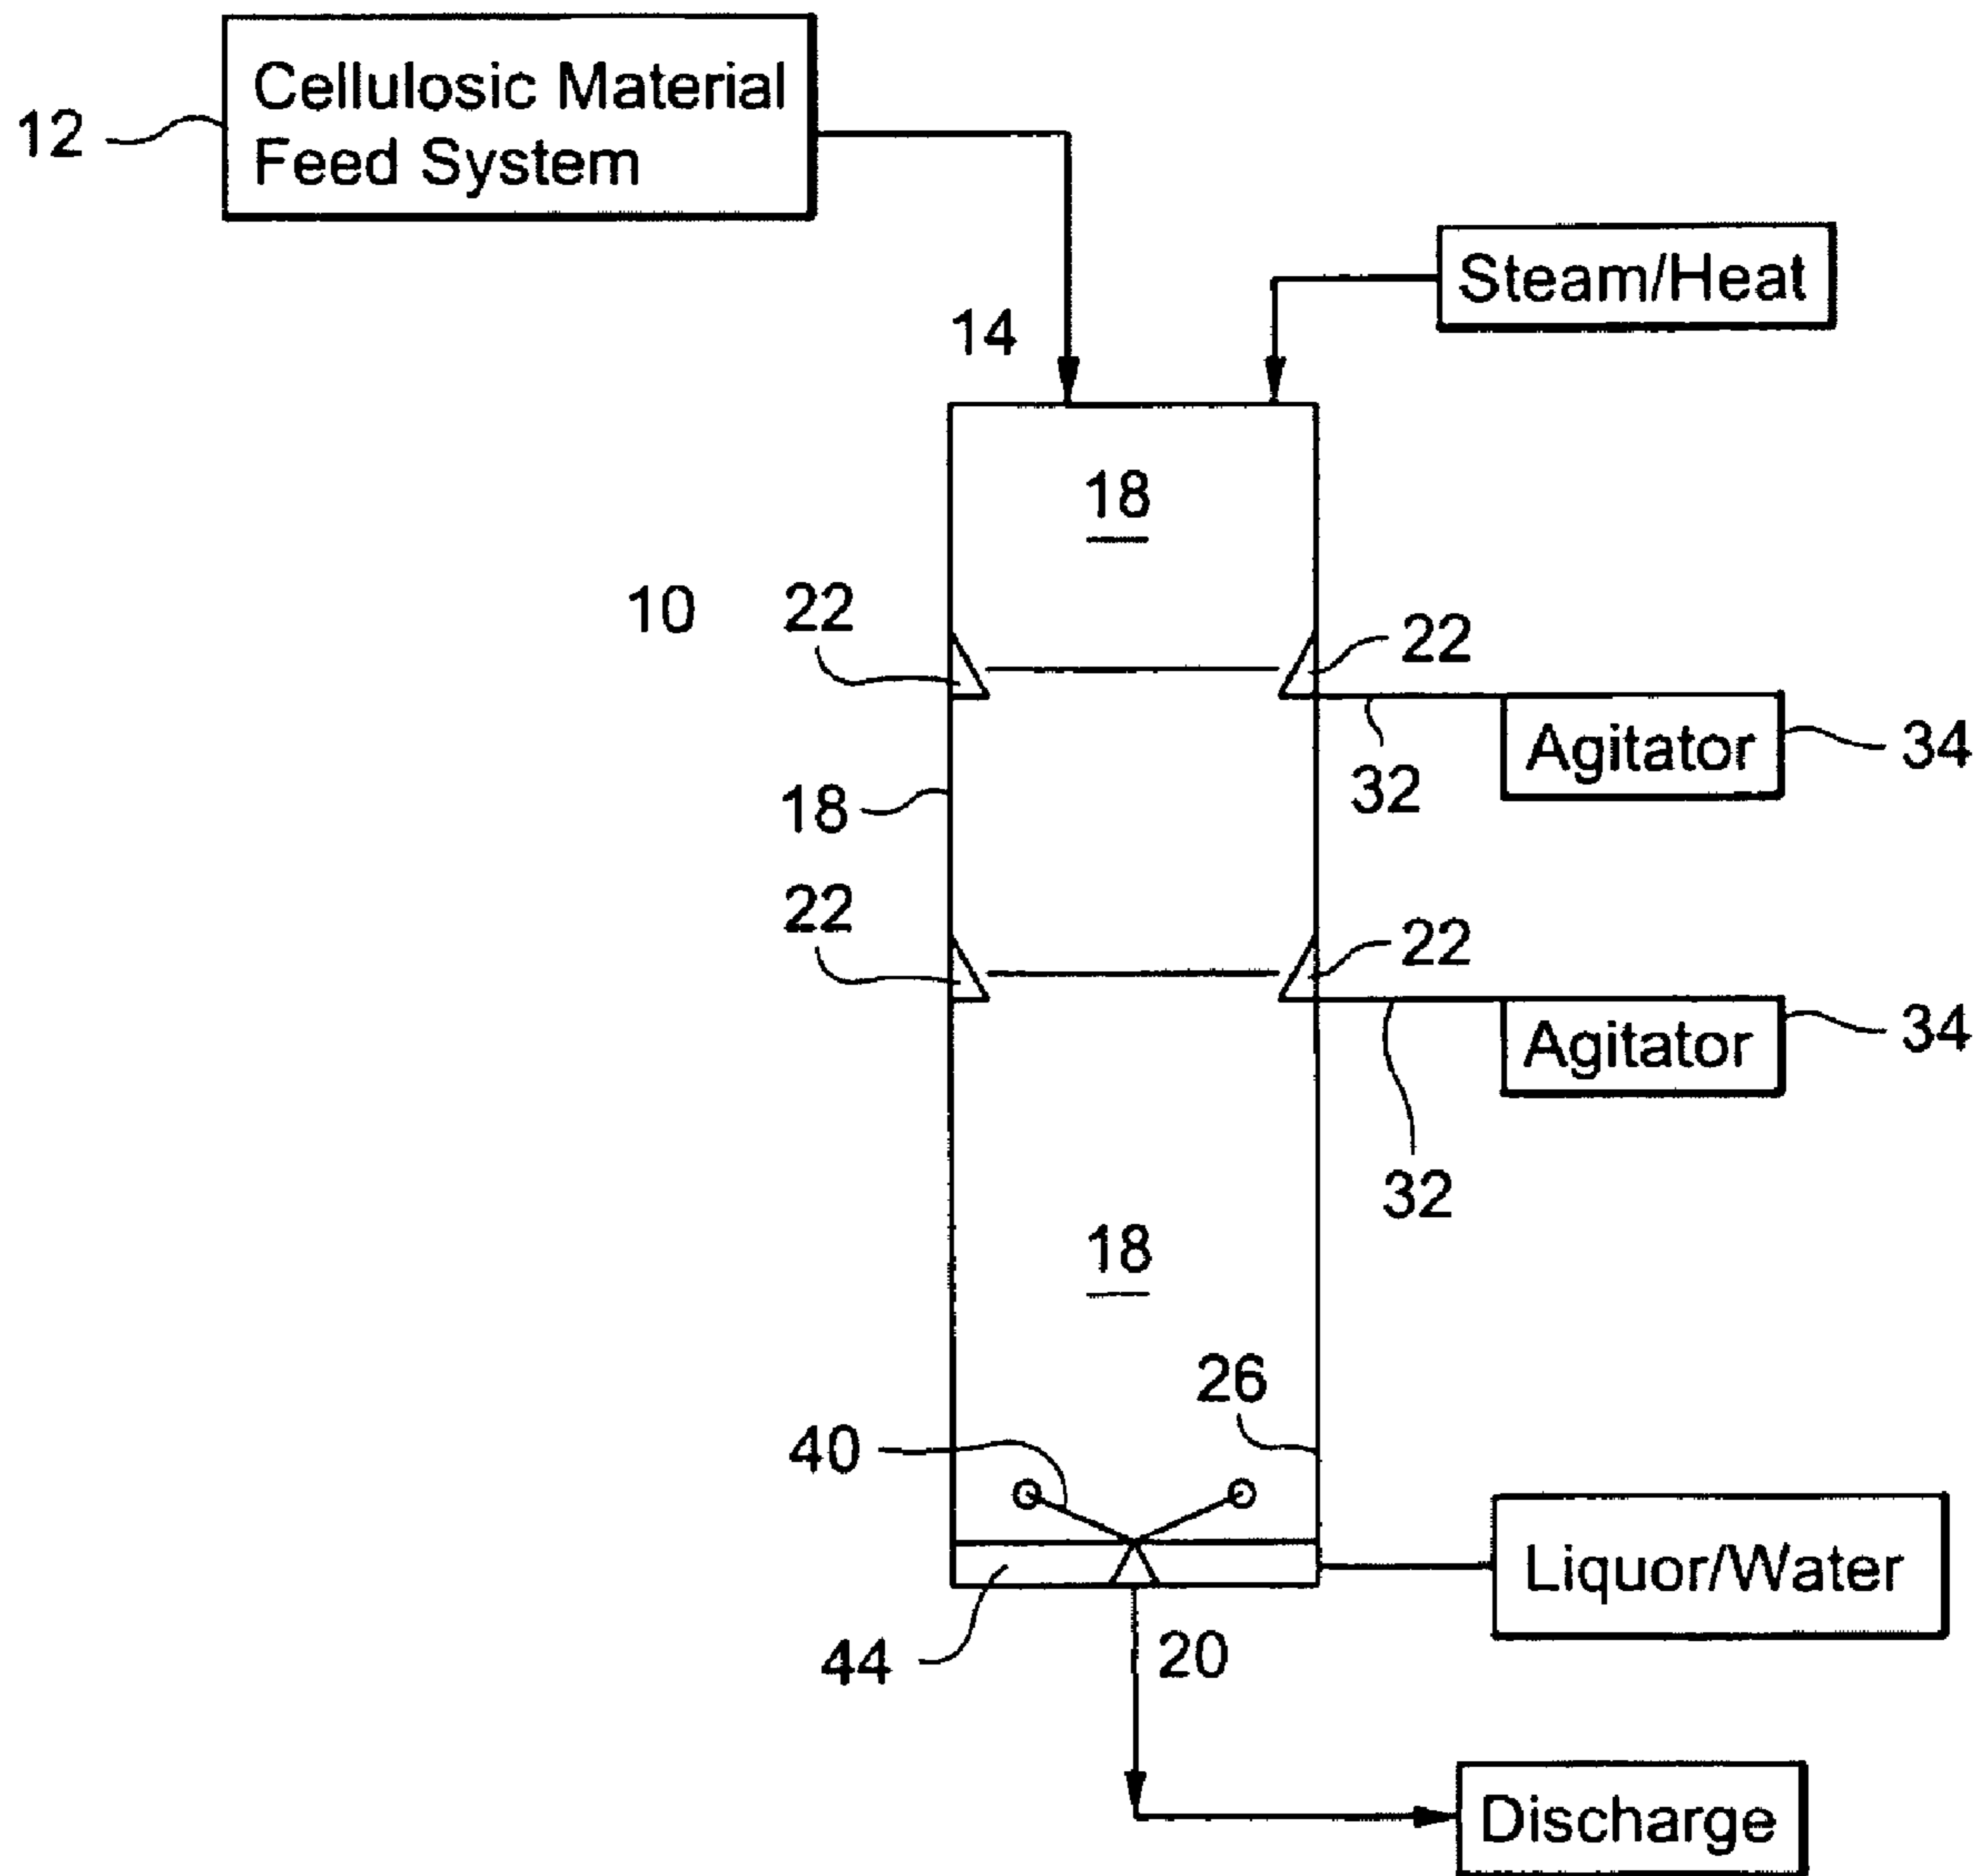 Cellulosic Material
Feed System
12
Steam/Heat
14
18
10
22
22
Agitator
34
32
18
22
22
Agitator
34
32
18
26
40
Liquor/Water
44
20
Discharge